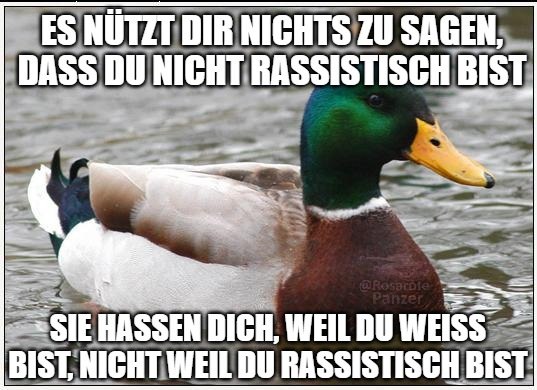 ES NÜTZT DIR NICHTS ZU SAGEN,
DASS DU NICHT RASSISTISCH BIST
@Rosarote
Panzer
SIE HASSEN DICH, WEIL DU WEISS
BIST, NICHT WEIL DU RASSISTISCH BIST